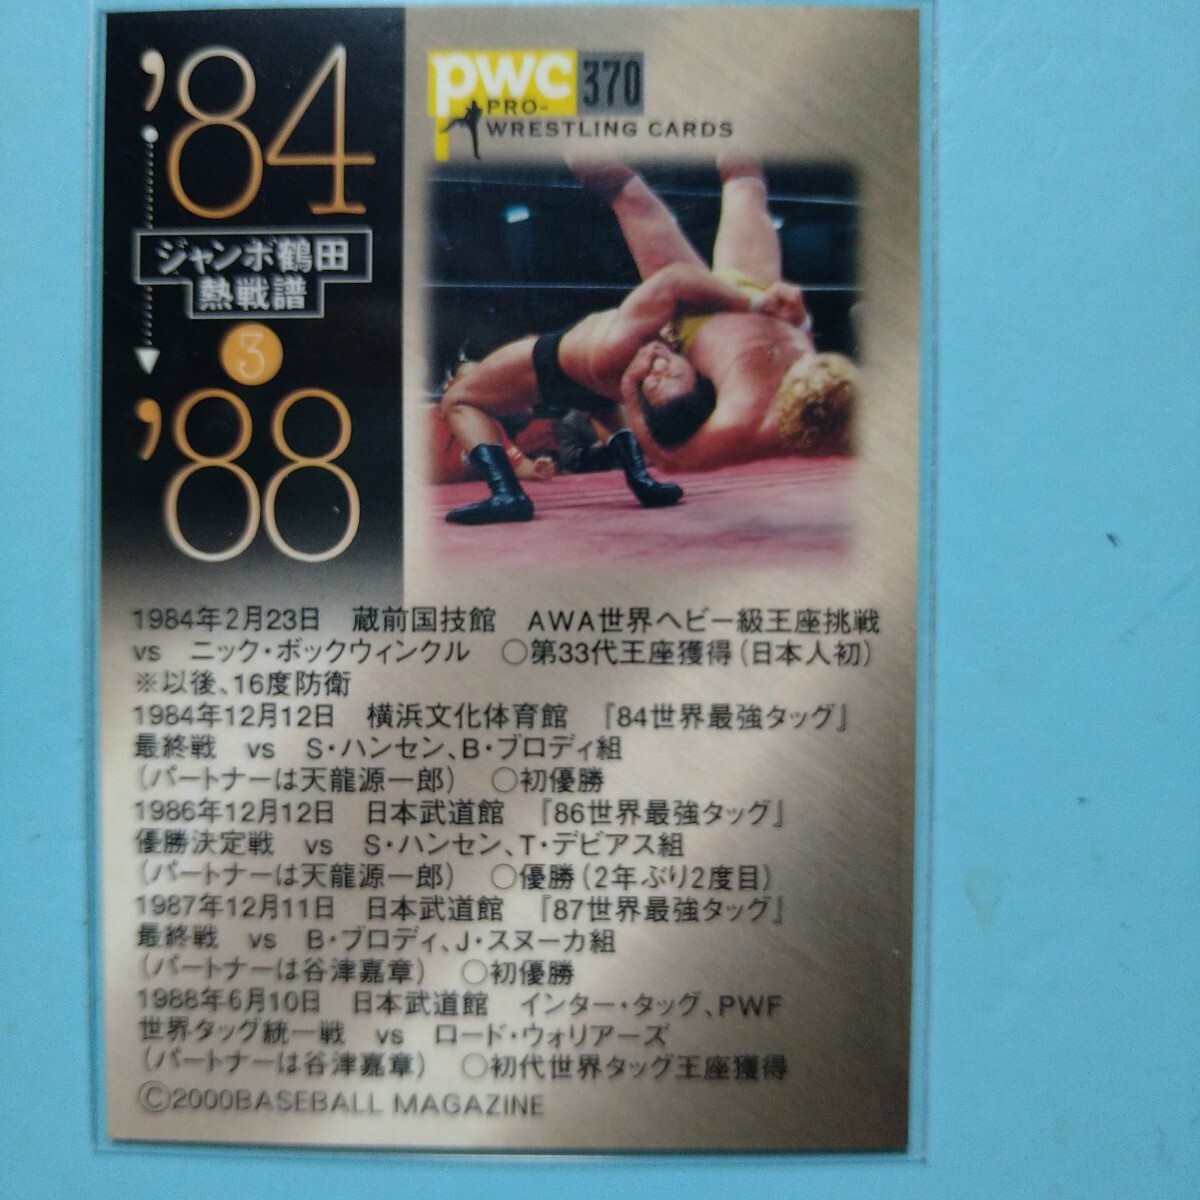 '84
ジャンボ鶴田
熱戦譜
3
'88
pwc 370
PRO-
WRESTLING CARDS
1984年2月23日　蔵前国技館　AWA世界ヘビー級王座挑戦
vs　ニック・ボックウィンクル　○第33代王座獲得(日本人初)
※以後、16度防衛
1984年12月12日　横浜文化体育館　『84世界最強タッグ』
最終戦　vs　S・ハンセン、B・ブロディ組
(パートナーは天龍源一郎)　○初優勝
1986年12月12日　日本武道館　『86世界最強タッグ』
優勝決定戦　vs　S・ハンセン、T・デビアス組
(パートナーは天龍源一郎)　○優勝(2年ぶり2度目)
1987年12月11日　日本武道館　『87世界最強タッグ』
最終戦　vs　B・ブロディ、J・スヌーカ組
(パートナーは谷津嘉章)　○初優勝
1988年6月10日　日本武道館　インター・タッグ、PWF
世界タッグ統一戦　vs　ロード・ウォリアーズ
(パートナーは谷津嘉章)　○初代世界タッグ王座獲得
©2000BASEBALL MAGAZINE